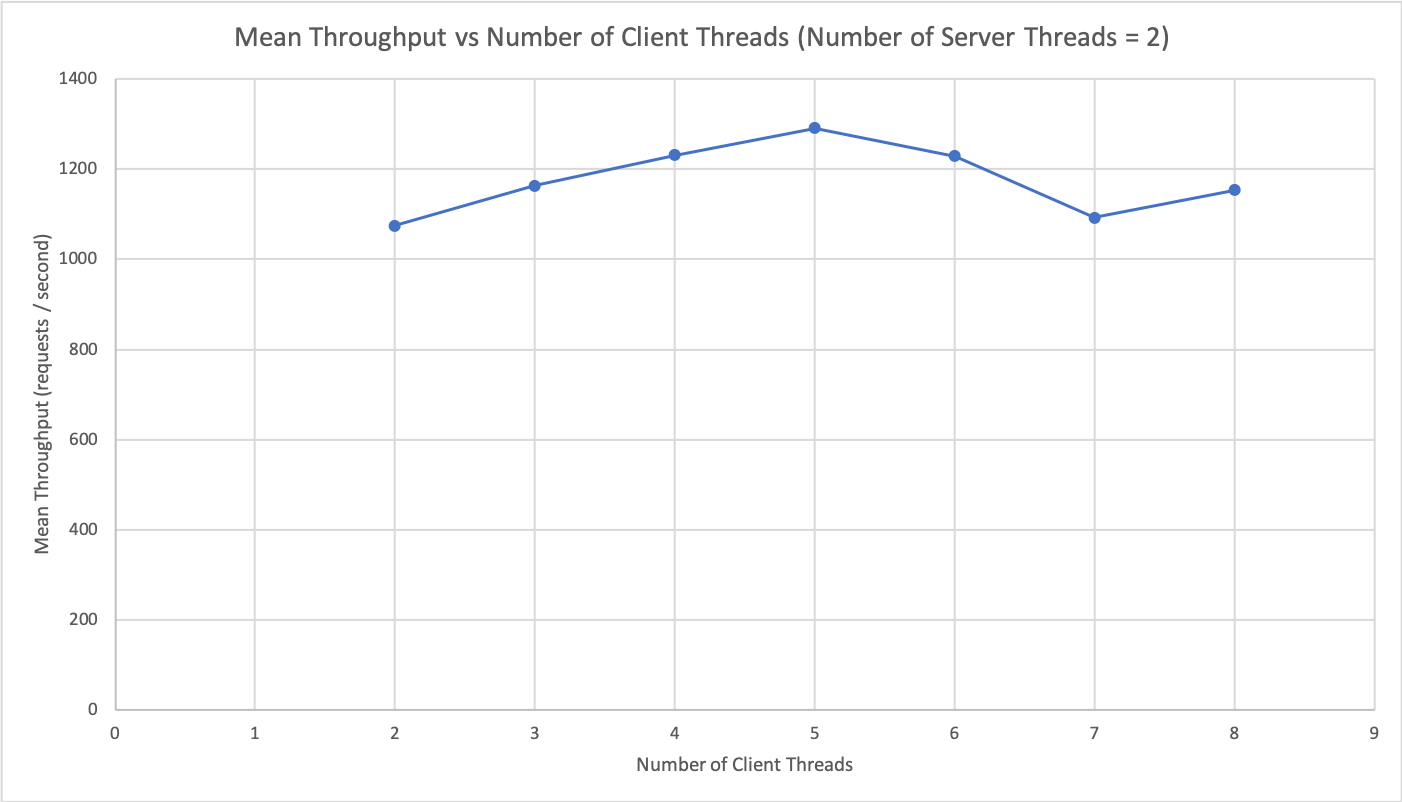 Mean Throughput vs Number of Client Threads (Number of Server Threads = 2)
Mean Throughput (requests / second)
1400
1200
1000
800
600
400
200
0
0 1 2 3 4 5 6 7 8 9
Number of Client Threads